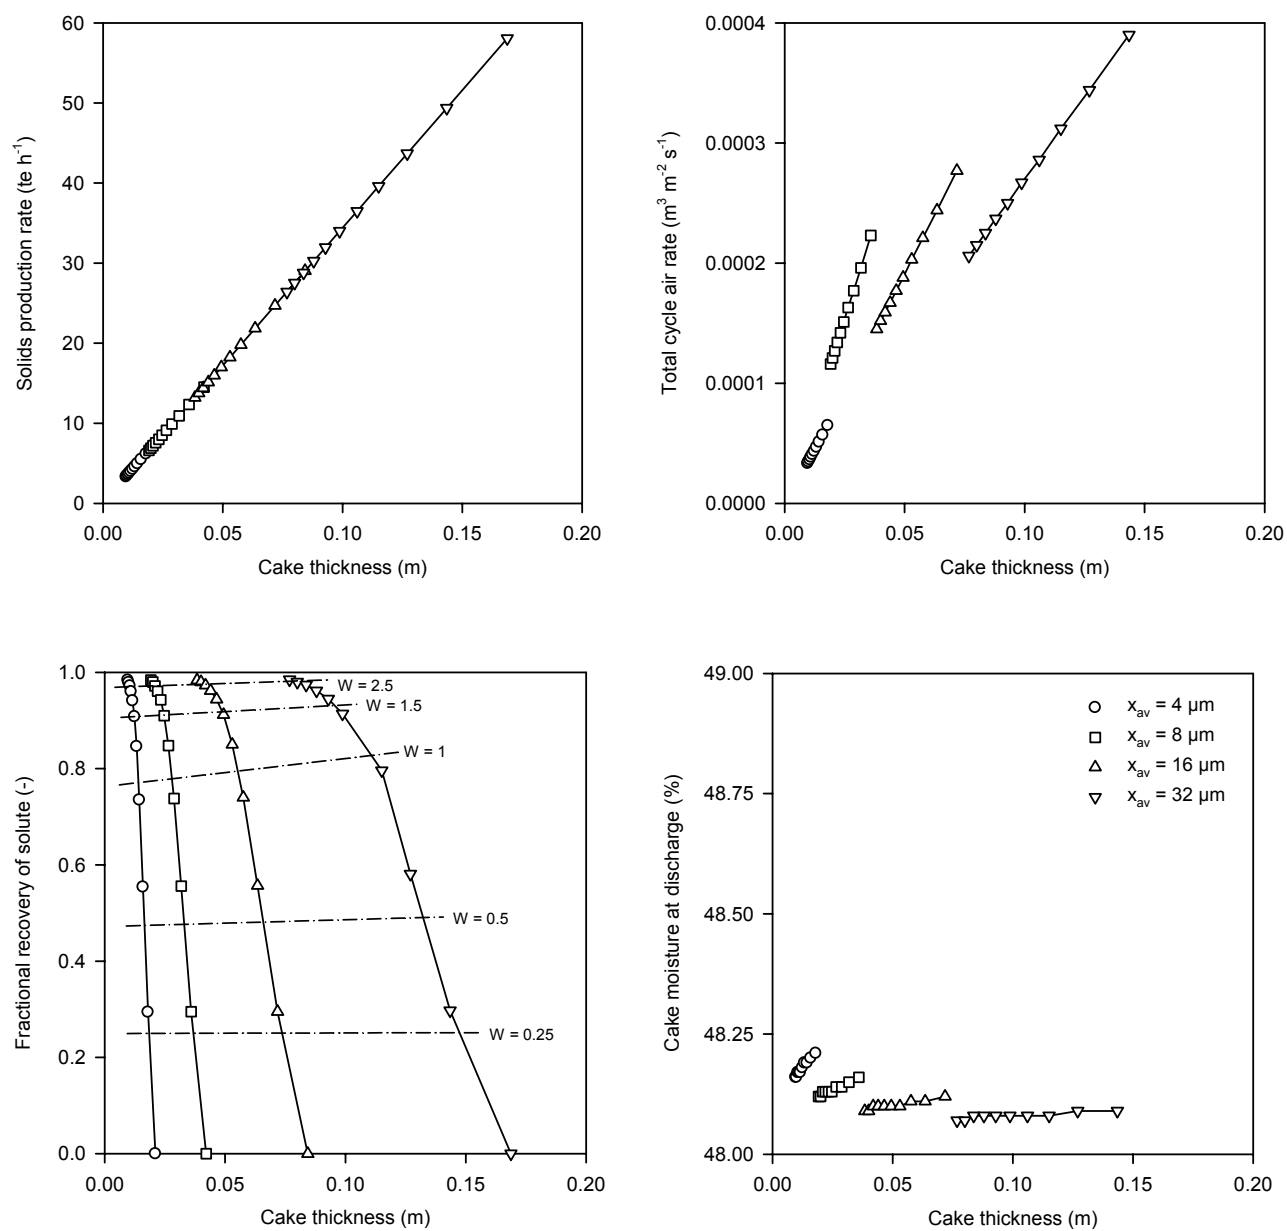 60
50
40
30
20
10
0
Solids production rate (te h⁻¹)
0.00 0.05 0.10 0.15 0.20
Cake thickness (m)
0.0004
0.0003
0.0002
0.0001
0.0000
Total cycle air rate (m³ m⁻² s⁻¹)
0.00 0.05 0.10 0.15 0.20
Cake thickness (m)
1.0
0.8
0.6
0.4
0.2
0.0
Fractional recovery of solute (-)
W = 2.5
W = 1.5
W = 1
W = 0.5
W = 0.25
0.00 0.05 0.10 0.15 0.20
Cake thickness (m)
49.00
48.75
48.50
48.25
48.00
Cake moisture at discharge (%)
x_av = 4 µm
x_av = 8 µm
x_av = 16 µm
x_av = 32 µm
0.00 0.05 0.10 0.15 0.20
Cake thickness (m)